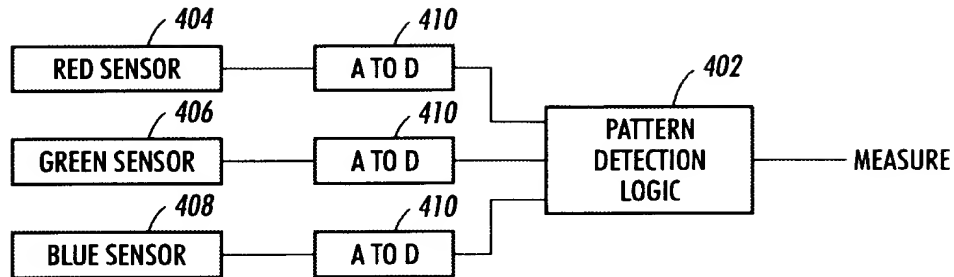 404
410
RED SENSOR
A TO D
402
406
410
PATTERN
DETECTION
LOGIC
GREEN SENSOR
A TO D
MEASURE
408
410
BLUE SENSOR
A TO D